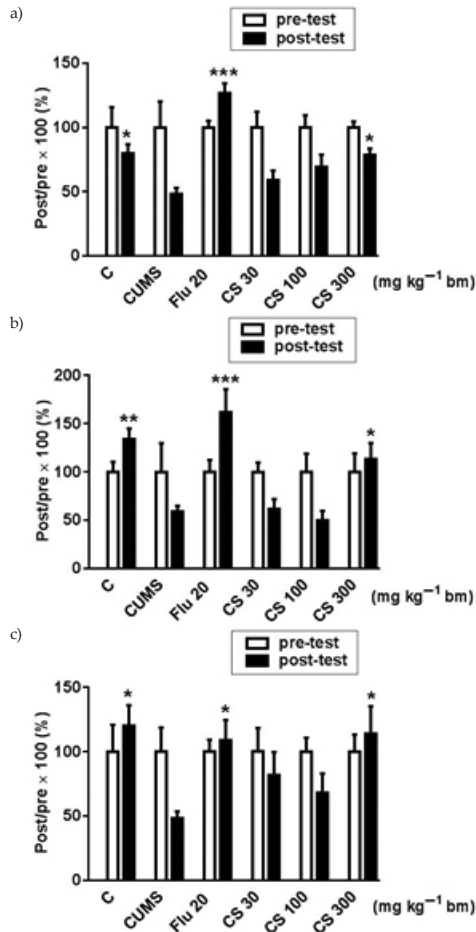 a)
pre-test
post-test
Post/pre × 100 (%)
150
100
50
0
*
***
*
C
CUMS
Flu 20
CS 30
CS 100
CS 300
(mg kg⁻¹ bm)
b)
pre-test
post-test
Post/pre × 100 (%)
200
150
100
50
0
**
***
*
C
CUMS
Flu 20
CS 30
CS 100
CS 300
(mg kg⁻¹ bm)
c)
pre-test
post-test
Post/pre × 100 (%)
150
100
50
0
*
*
*
C
CUMS
Flu 20
CS 30
CS 100
CS 300
(mg kg⁻¹ bm)